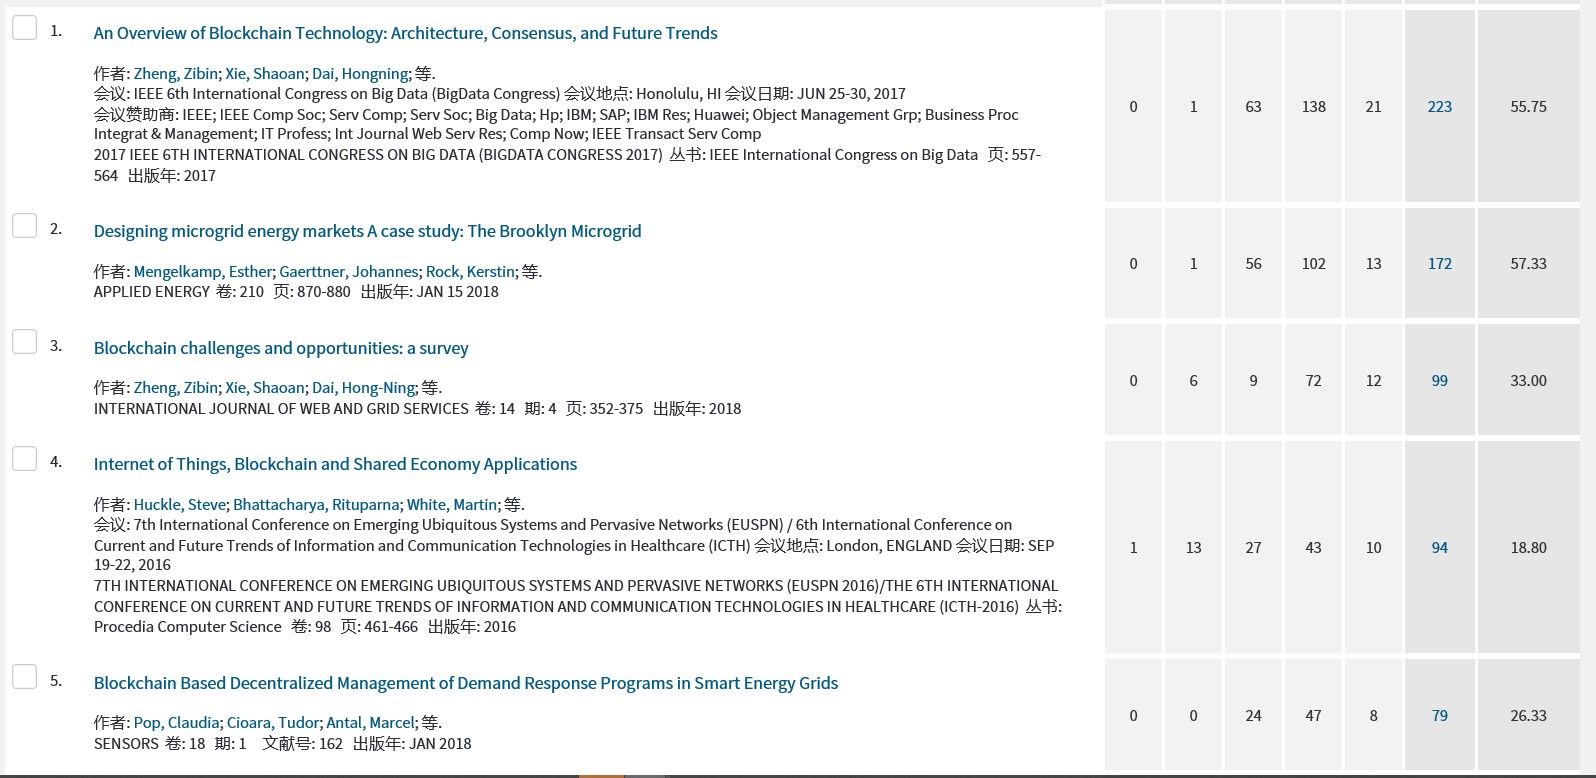 1. An Overview of Blockchain Technology: Architecture, Consensus, and Future Trends
作者: Zheng, Zibin; Xie, Shaoan; Dai, Hongning; 等.
会议: IEEE 6th International Congress on Big Data (BigData Congress) 会议地点: Honolulu, HI 会议日期: JUN 25-30, 2017
会议赞助商: IEEE; IEEE Comp Soc; Serv Comp; Serv Soc; Big Data; Hp; IBM; SAP; IBM Res; Huawei; Object Management Grp; Business Proc
Integrat & Management; IT Profess; Int Journal Web Serv Res; Comp Now; IEEE Transact Serv Comp
2017 IEEE 6TH INTERNATIONAL CONGRESS ON BIG DATA (BIGDATA CONGRESS 2017) 丛书: IEEE International Congress on Big Data 页: 557-
564 出版年: 2017
0 1 63 138 21 223 55.75
2. Designing microgrid energy markets A case study: The Brooklyn Microgrid
作者: Mengelkamp, Esther; Gaerttner, Johannes; Rock, Kerstin; 等.
APPLIED ENERGY 卷: 210 页: 870-880 出版年: JAN 15 2018
0 1 56 102 13 172 57.33
3. Blockchain challenges and opportunities: a survey
作者: Zheng, Zibin; Xie, Shaoan; Dai, Hong-Ning; 等.
INTERNATIONAL JOURNAL OF WEB AND GRID SERVICES 卷: 14 期: 4 页: 352-375 出版年: 2018
0 6 9 72 12 99 33.00
4. Internet of Things, Blockchain and Shared Economy Applications
作者: Huckle, Steve; Bhattacharya, Rituparna; White, Martin; 等.
会议: 7th International Conference on Emerging Ubiquitous Systems and Pervasive Networks (EUSPN) / 6th International Conference on
Current and Future Trends of Information and Communication Technologies in Healthcare (ICTH) 会议地点: London, ENGLAND 会议日期: SEP
19-22, 2016
7TH INTERNATIONAL CONFERENCE ON EMERGING UBIQUITOUS SYSTEMS AND PERVASIVE NETWORKS (EUSPN 2016)/THE 6TH INTERNATIONAL
CONFERENCE ON CURRENT AND FUTURE TRENDS OF INFORMATION AND COMMUNICATION TECHNOLOGIES IN HEALTHCARE (ICTH-2016) 丛书:
Procedia Computer Science 卷: 98 页: 461-466 出版年: 2016
1 13 27 43 10 94 18.80
5. Blockchain Based Decentralized Management of Demand Response Programs in Smart Energy Grids
作者: Pop, Claudia; Cioara, Tudor; Antal, Marcel; 等.
SENSORS 卷: 18 期: 1 文献号: 162 出版年: JAN 2018
0 0 24 47 8 79 26.33